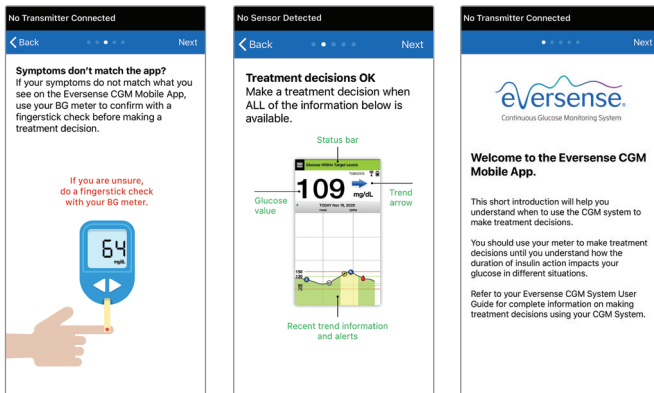 No Transmitter Connected
Back
Next
Symptoms don't match the app?
If your symptoms do not match what you
see on the Eversense CGM Mobile App,
use your BG meter to confirm with a
fingerstick check before making a
treatment decision.
If you are unsure,
do a fingerstick check
with your BG meter.
64
mg/dL
No Sensor Detected
Back
Next
Treatment decisions OK
Make a treatment decision when
ALL of the information below is
available.
Status bar
Glucose Within Target Levels
109
mg/dL
Glucose
value
Trend
arrow
TODAY Nov 19, 2020
Recent trend information
and alerts
No Transmitter Connected
Next
eversense.
Continuous Glucose Monitoring System
Welcome to the Eversense CGM
Mobile App.
This short introduction will help you
understand when to use the CGM system to
make treatment decisions.
You should use your meter to make treatment
decisions until you understand how the
duration of insulin action impacts your
glucose in different situations.
Refer to your Eversense CGM System User
Guide for complete information on making
treatment decisions using your CGM System.